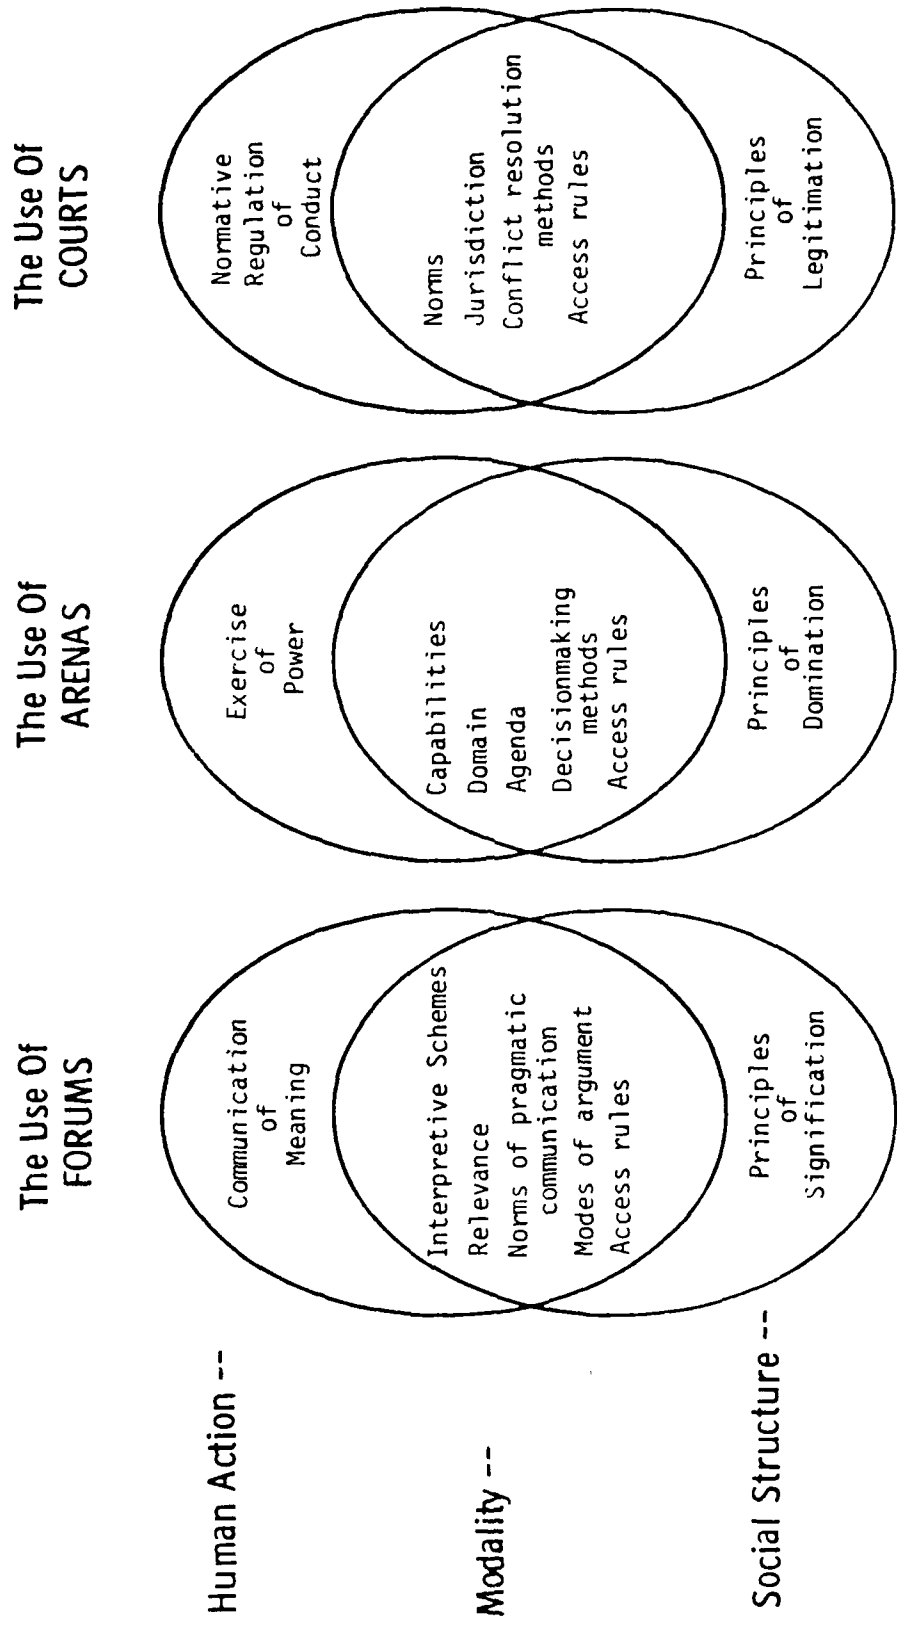 The Use Of
FORUMS
The Use Of
ARENAS
The Use Of
COURTS
Human Action --
Communication
of
Meaning
Exercise
of
Power
Normative
Regulation
of
Conduct
Modality --
Interpretive Schemes
Relevance
Norms of pragmatic
communication
Modes of argument
Access rules
Capabilities
Domain
Agenda
Decisionmaking
methods
Access rules
Norms
Jurisdiction
Conflict resolution
methods
Access rules
Social Structure --
Principles
of
Signification
Principles
of
Domination
Principles
of
Legitimation